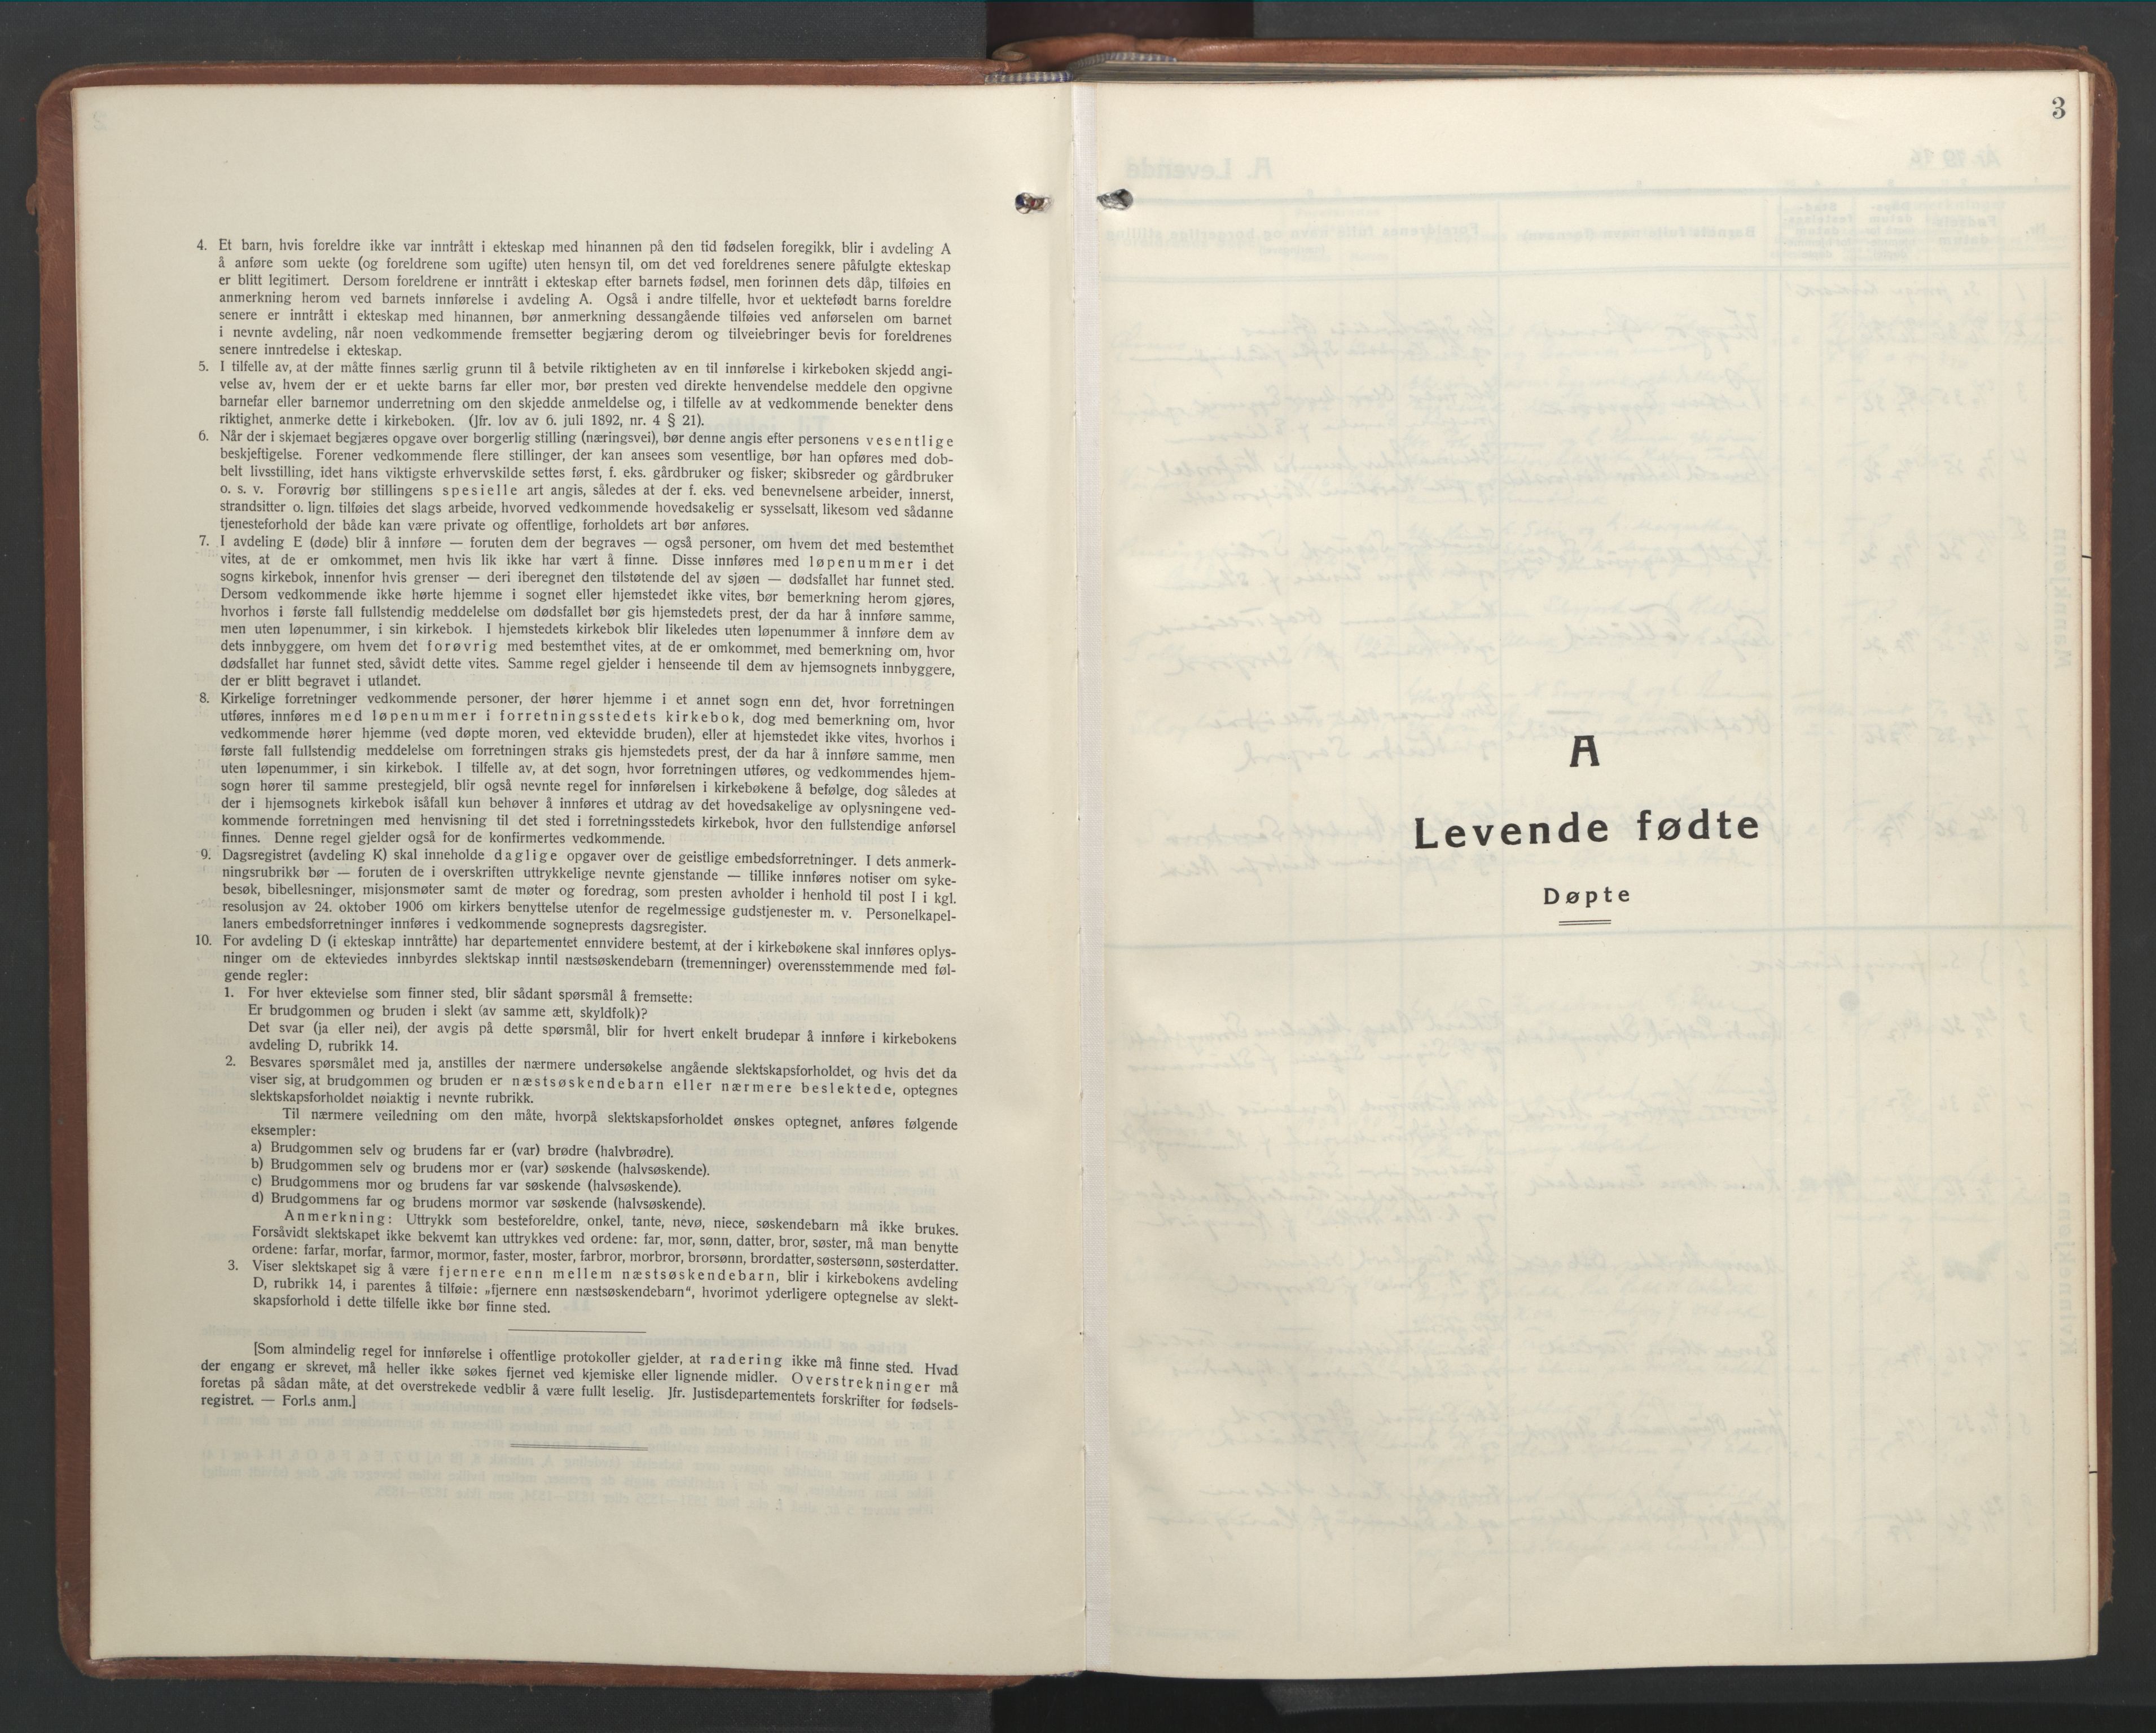 4. Et barn, hvis foreldre ikke var inntrått i ekteskap med hinannen på den tid fødselen foregikk, blir i avdeling A
å anføre som uekte (og foreldrene som ugifte) uten hensyn til, om det ved foreldrenes senere påfulgte ekteskap
er blitt legitimert. Dersom foreldrene er inntrått i ekteskap efter barnets fødsel, men forinnen dets dåp, tilføies en
anmerkning herom ved barnets innførelse i avdeling A. Også i andre tilfelle, hvor et uektefødt barns foreldre
senere er inntrått i ekteskap med hinannen, bør anmerkning dessangående tilføies ved anførselen om barnet
i nevnte avdeling, når noen vedkommende fremsetter begjæring derom og tilveiebringer bevis for foreldrenes
senere inntredelse i ekteskap.
5. I tilfelle av, at der måtte finnes særlig grunn til å betvile riktigheten av en til innførelse i kirkeboken skjedd angi-
velse av, hvem der er et uekte barns far eller mor, bør presten ved direkte henvendelse meddele den opgivne
barnefar eller barnemor underretning om den skjedde anmeldelse og, i tilfelle av at vedkommende benekter dens
riktighet, anmerke dette i kirkeboken. (Jfr. lov av 6. juli 1892, nr. 4 § 21).
6. Når der i skjemaet begjæres opgave over borgerlig stilling (næringsvei), bør denne angis efter personens vesentlige
beskjeftigelse. Forener vedkommende flere stillinger, der kan ansees som vesentlige, bør han opføres med dob-
belt livsstilling, idet hans viktigste erhvervskilde settes først, f. eks. gårdbruker og fisker; skibsreder og gårdbruker
o. s. v. Forøvrig bør stillingens spesielle art angis, således at der f. eks. ved benevnelsene arbeider, innerst,
strandsitter o. lign. tilføies det slags arbeide, hvorved vedkommende hovedsakelig er sysselsatt, likesom ved sådanne
tjenesteforhold der både kan være private og offentlige, forholdets art bør anføres.
7. I avdeling E (døde) blir å innføre — foruten dem der begraves — også personer, om hvem det med bestemthet
vites, at de er omkommet, men hvis lik ikke har vært å finne. Disse innføres med løpenummer i det
sogns kirkebok, innenfor hvis grenser — deri iberegnet den tilstøtende del av sjøen — dødsfallet har funnet sted.
Dersom vedkommende ikke hørte hjemme i sognet eller hjemstedet ikke vites, bør bemerkning herom gjøres,
hvorhos i første fall fullstendig meddelelse om dødsfallet bør gis hjemstedets prest, der da har å innføre samme,
men uten løpenummer, i sin kirkebok. I hjemstedets kirkebok blir likeledes uten løpenummer å innføre dem av
dets innbyggere, om hvem det forøvrig med bestemthet vites, at de er omkommet, med bemerkning om, hvor
dødsfallet har funnet sted, såvidt dette vites. Samme regel gjelder i henseende til dem av hjemsognets innbyggere,
der er blitt begravet i utlandet.
8. Kirkelige forretninger vedkommende personer, der hører hjemme i et annet sogn enn det, hvor forretningen
utføres, innføres med løpenummer i forretningsstedets kirkebok, dog med bemerkning om, hvor
vedkommende hører hjemme (ved døpte moren, ved ektevidde bruden), eller at hjemstedet ikke vites, hvorhos i
første fall fullstendig meddelelse om forretningen straks gis hjemstedets prest, der da har å innføre samme, men
uten løpenummer, i sin kirkebok. I tilfelle av, at det sogn, hvor forretningen utføres, og vedkommendes hjem-
sogn hører til samme prestegjeld, blir også nevnte regel for innførelsen i kirkebøkene å befølge, dog således at
der i hjemsognets kirkebok isåfall kun behøver å innføres et utdrag av det hovedsakelige av oplysningene ved-
kommende forretningen med henvisning til det sted i forretningsstedets kirkebok, hvor den fullstendige anførsel
finnes. Denne regel gjelder også for de konfirmertes vedkommende.
9. Dagsregistret (avdeling K) skal inneholde daglige opgaver over de geistlige embedsforretninger. I dets anmerk-
ningsrubrikk bør — foruten de i overskriften uttrykkelige nevnte gjenstande — tillike innføres notiser om syke-
besøk, bibellesninger, misjonsmøter samt de møter og foredrag, som presten avholder i henhold til post I i kgl.
resolusjon av 24. oktober 1906 om kirkers benyttelse utenfor de regelmessige gudstjenester m. v. Personelkapel-
laners embedsforretninger innføres i vedkommende sogneprests dagsregister.
10. For avdeling D (i ekteskap inntråtte) har departementet ennvidere bestemt, at der i kirkebøkene skal innføres oplys-
ninger om de ekteviedes innbyrdes slektskap inntil næstsøskendebarn (tremenninger) overensstemmende med føl-
gende regler:
1. For hver ektevielse som finner sted, blir sådant spørsmål å fremsette:
Er brudgommen og bruden i slekt (av samme ætt, skyldfolk)?
Det svar (ja eller nei), der avgis på dette spørsmål, blir for hvert enkelt brudepar å innføre i kirkebokens
avdeling D, rubrikk 14.
2. Besvares spørsmålet med ja, anstilles der nærmere undersøkelse angående slektskapsforholdet, og hvis det da
viser sig, at brudgommen og bruden er næstsøskendebarn eller nærmere beslektede, optegnes
slektskapsforholdet nøiaktig i nevnte rubrikk.
Til nærmere veiledning om den måte, hvorpå slektskapsforholdet ønskes optegnet, anføres følgende
eksempler:
a) Brudgommen selv og brudens far er (var) brødre (halvbrødre).
b) Brudgommen selv og brudens mor er (var) søskende (halvsøskende).
c) Brudgommens mor og brudens far var søskende (halvsøskende).
d) Brudgommens far og brudens mormor var søskende (halvsøskende).
Anmerkning: Uttrykk som besteforeldre, onkel, tante, nevø, niece, søskendebarn må ikke brukes.
Forsåvidt slektskapet ikke bekvemt kan uttrykkes ved ordene: far, mor, sønn, datter, bror, søster, må man benytte
ordene: farfar, morfar, farmor, mormor, faster, moster, farbror, morbror, brorsønn, brordatter, søstersønn, søsterdatter.
3. Viser slektskapet sig å være fjernere enn mellem næstsøskendebarn, blir i kirkebokens avdeling
D, rubrikk 14, i parentes å tilføie: „fjernere enn næstsøskendebarn“, hvorimot yderligere optegnelse av slekt-
skapsforhold i dette tilfelle ikke bør finne sted.
[Som almindelig regel for innførelse i offentlige protokoller gjelder, at radering ikke må finne sted. Hvad
der engang er skrevet, må heller ikke søkes fjernet ved kjemiske eller lignende midler. Overstrekninger må
foretas på sådan måte, at det overstrekede vedblir å være fullt leselig. Jfr. Justisdepartementets forskrifter for fødsels-
registret. — Forl.s anm.]
3
A
Levende fødte
Døpte